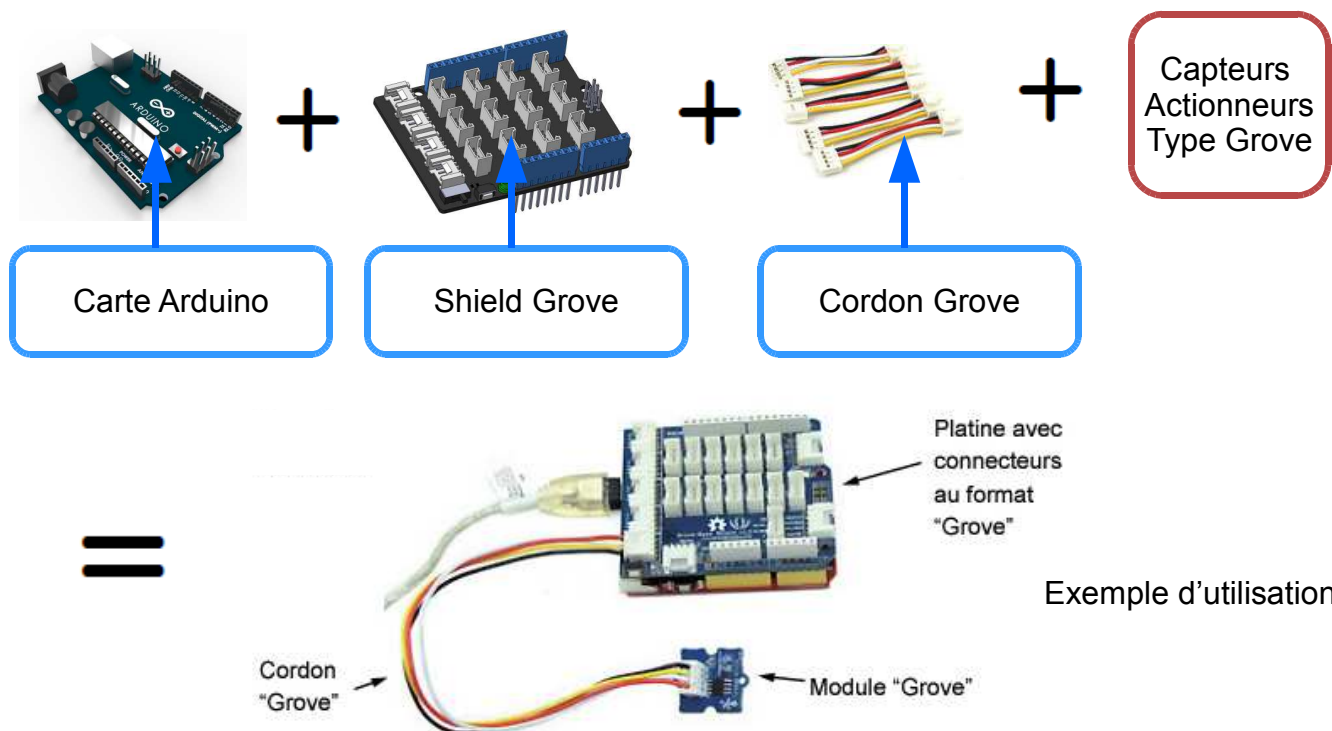 Capteurs
Actionneurs
Type Grove
ARDUINO
Carte Arduino
Shield Grove
Cordon Grove
Platine avec
connecteurs
au format
“Grove”
Exemple d’utilisation
Cordon
“Grove”
Module “Grove”